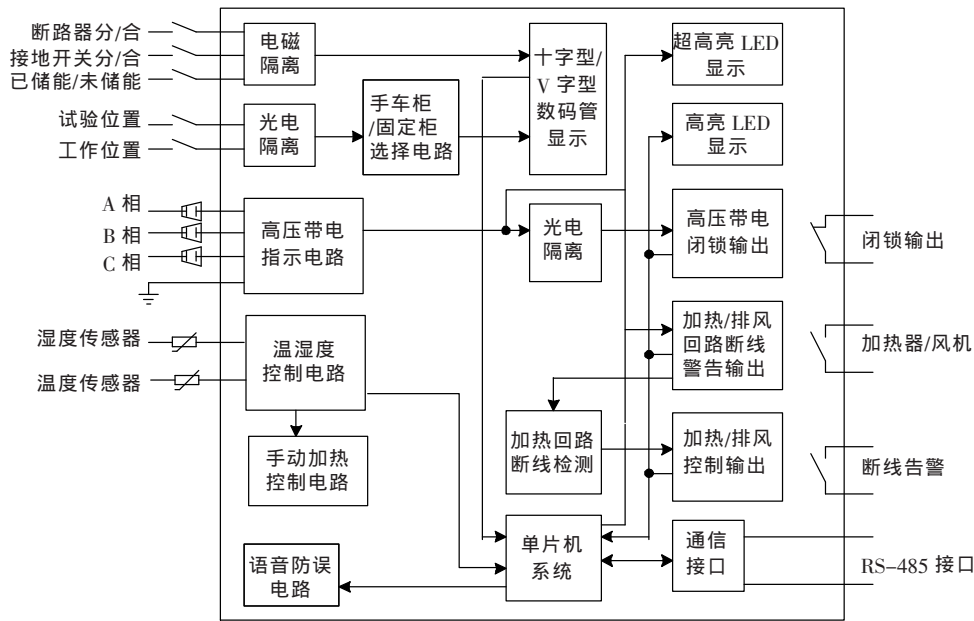 断路器分/合
接地开关分/合
已储能/未储能
电磁
隔离
十字型/
V 字型
数码管
显示
超高亮 LED
显示
试验位置
工作位置
光电
隔离
手车柜
/固定柜
选择电路
高亮 LED
显示
A 相
B 相
C 相
高压带电
指示电路
光电
隔离
高压带电
闭锁输出
闭锁输出
湿度传感器
温度传感器
温湿度
控制电路
加热/排风
回路断线
警告输出
加热器/风机
手动加热
控制电路
加热回路
断线检测
加热/排风
控制输出
断线告警
语音防误
电路
单片机
系统
通信
接口
RS–485 接口